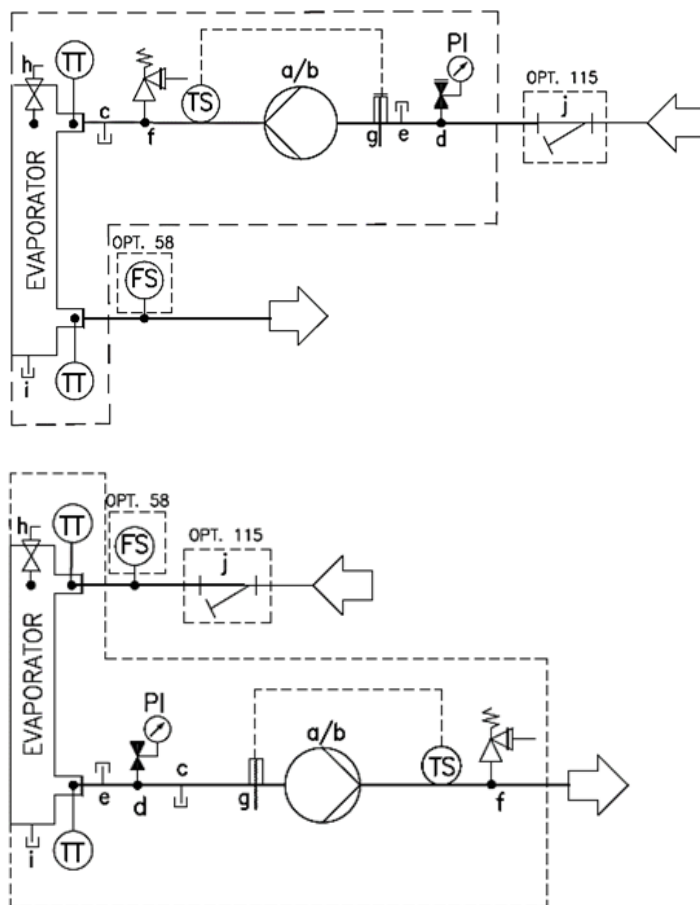 h TT PI
a/b OPT. 115
c TS j
f g e d
EVAPORATOR
OPT. 58
FS
i TT
OPT. 58
h TT OPT. 115
FS j
EVAPORATOR
PI a/b
c TS
e d g f
i TT